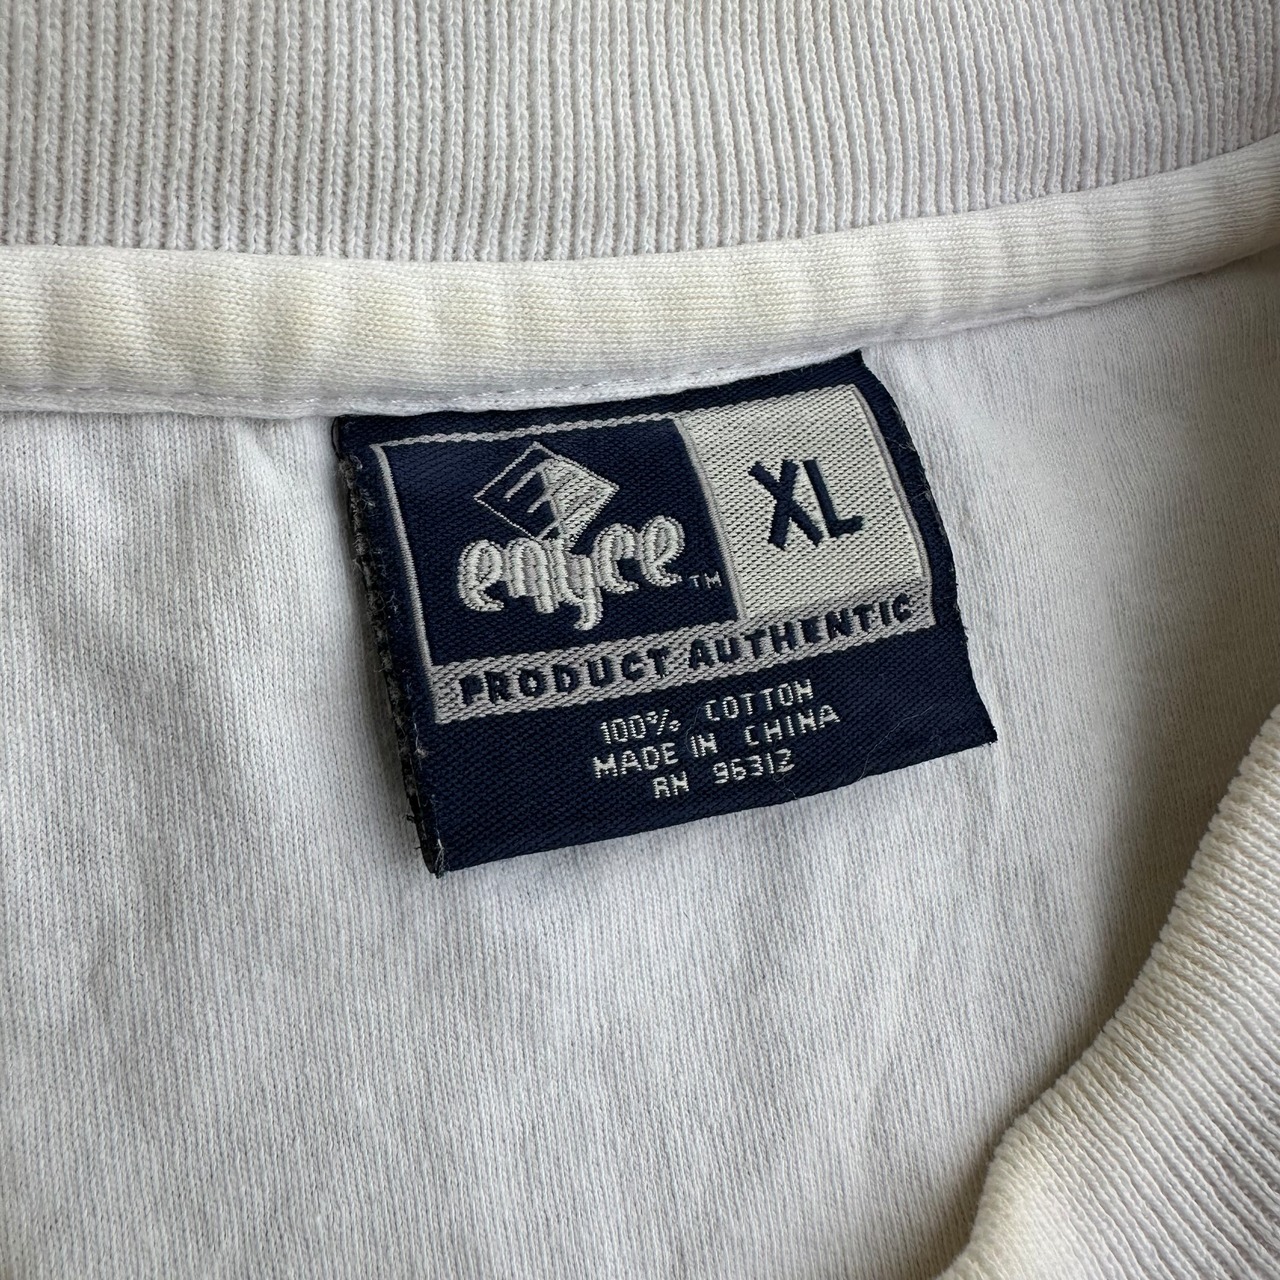 enyce™
XL
PRODUCT AUTHENTIC
100% COTTON
MADE IN CHINA
RN 96312